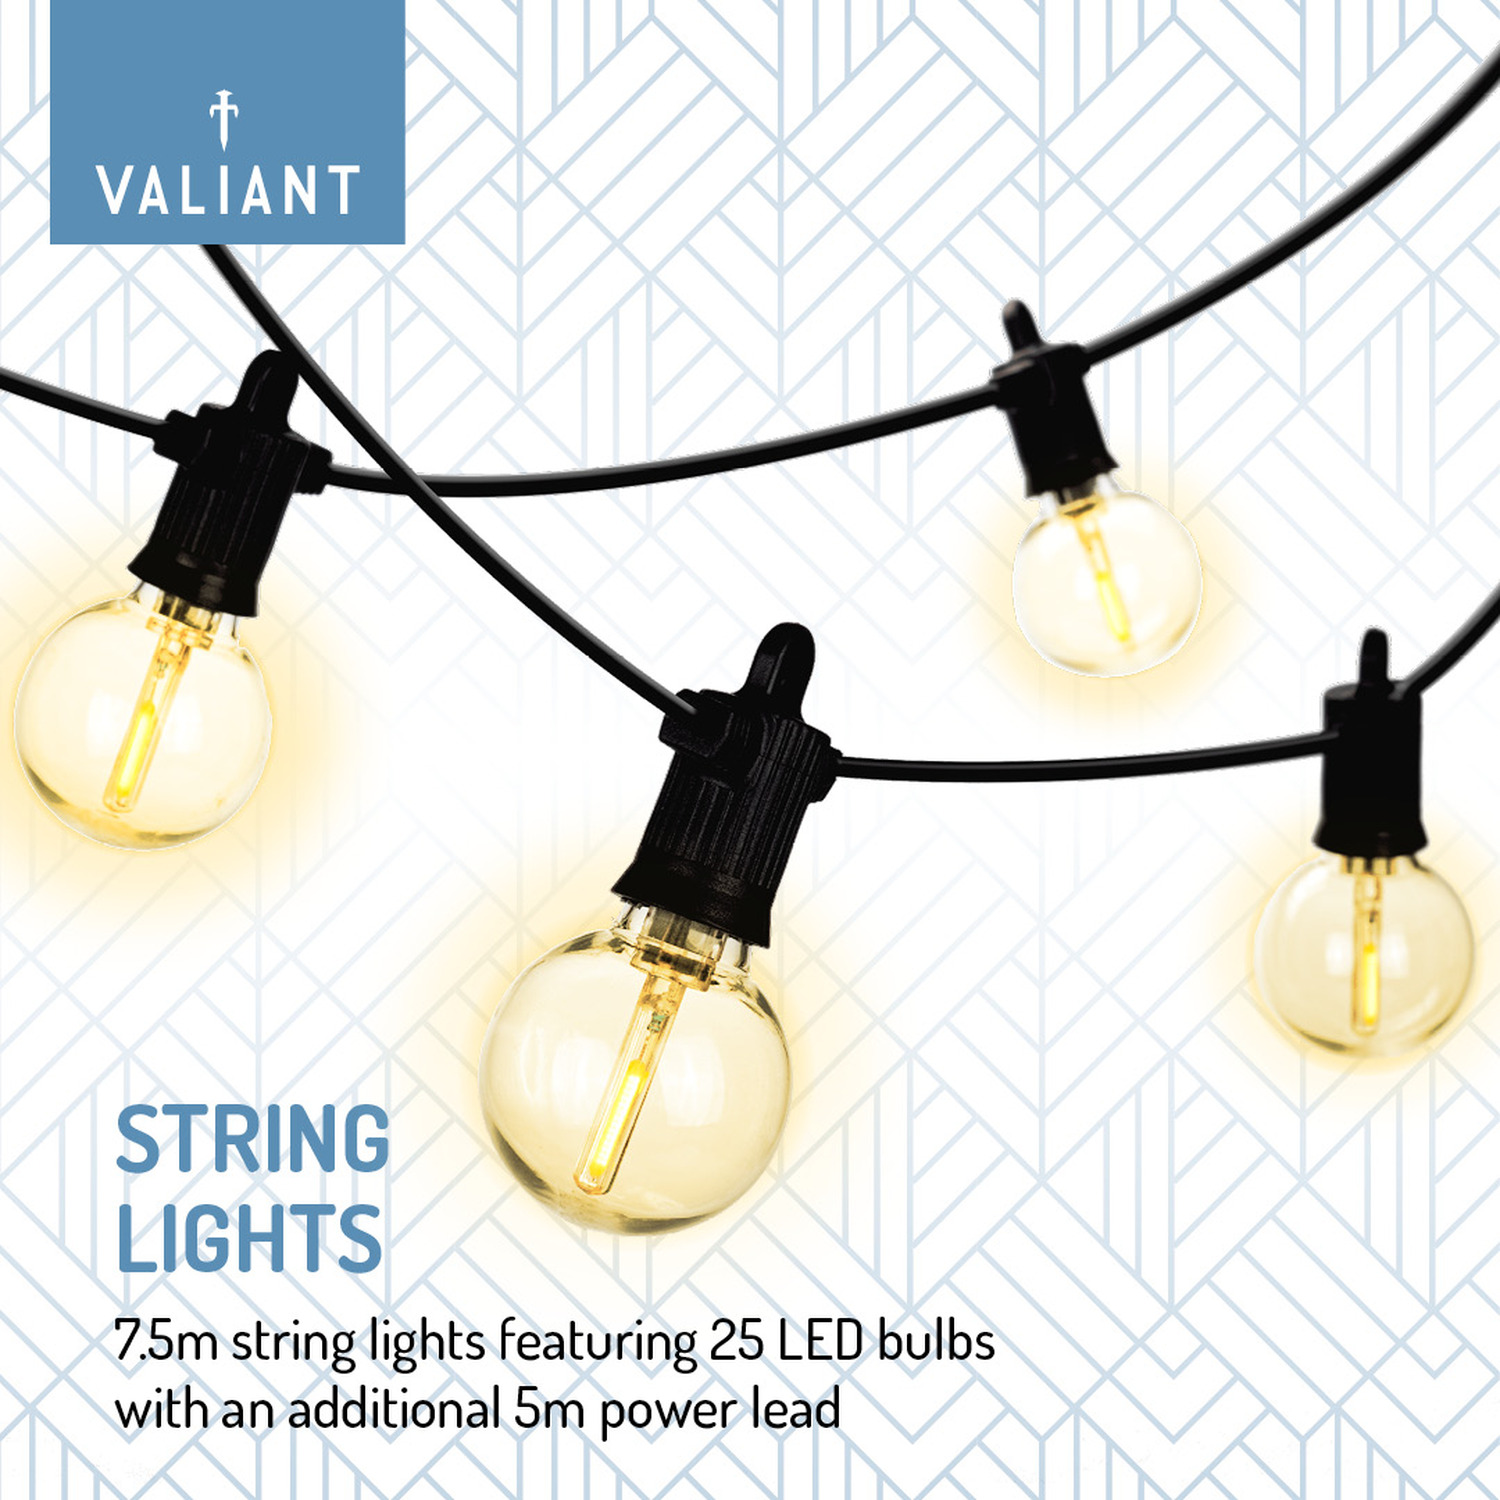 VALIANT
STRING
LIGHTS
7.5m string lights featuring 25 LED bulbs
with an additional 5m power lead